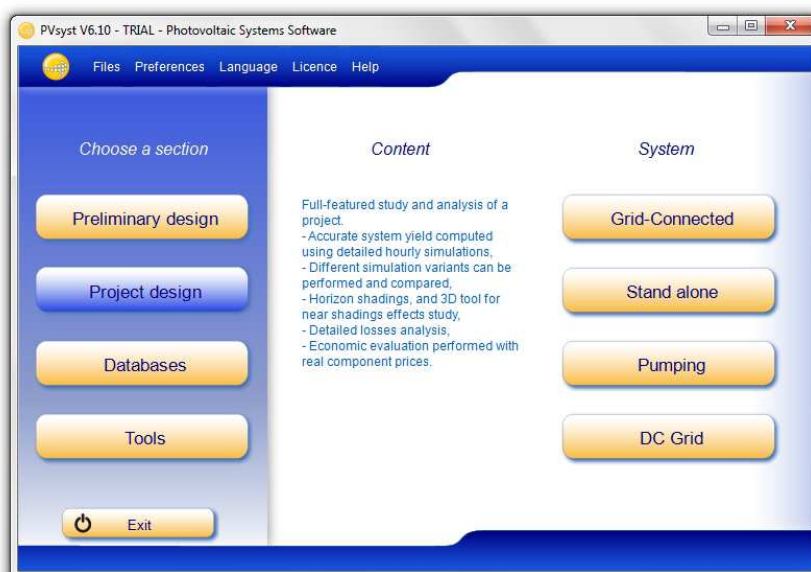 PVsyst V6.10 - TRIAL - Photovoltaic Systems Software
Files Preferences Language Licence Help
Choose a section
Preliminary design
Project design
Databases
Tools
Exit
Content
Full-featured study and analysis of a
project.
- Accurate system yield computed
using detailed hourly simulations,
- Different simulation variants can be
performed and compared,
- Horizon shadings, and 3D tool for
near shadings effects study,
- Detailed losses analysis,
- Economic evaluation performed with
real component prices.
System
Grid-Connected
Stand alone
Pumping
DC Grid